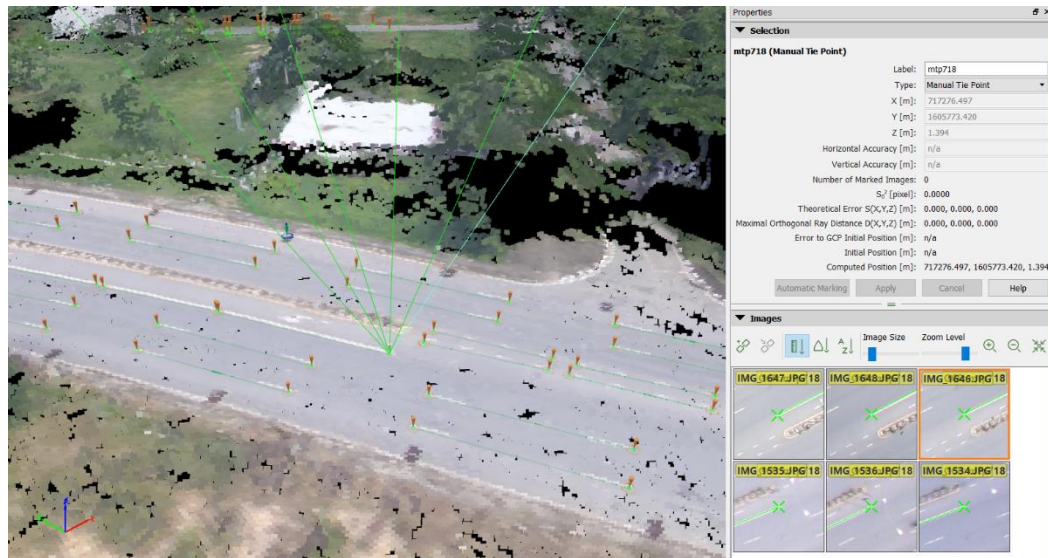 Properties
Selection
mtp718 (Manual Tie Point)
Label: mtp718
Type: Manual Tie Point
X [m]: 717276.497
Y [m]: 1605773.420
Z [m]: 1.394
Horizontal Accuracy [m]: n/a
Vertical Accuracy [m]: n/a
Number of Marked Images: 0
S₀² [pixel]: 0.0000
Theoretical Error S(X,Y,Z) [m]: 0.000, 0.000, 0.000
Maximal Orthogonal Ray Distance D(X,Y,Z) [m]: 0.000, 0.000, 0.000
Error to GCP Initial Position [m]: n/a
Initial Position [m]: n/a
Computed Position [m]: 717276.497, 1605773.420, 1.394
Automatic Marking Apply Cancel Help
Images
Image Size Zoom Level
IMG_1647.JPG 18 IMG_1648.JPG 18 IMG_1646.JPG 18
IMG_1535.JPG 18 IMG_1536.JPG 18 IMG_1534.JPG 18